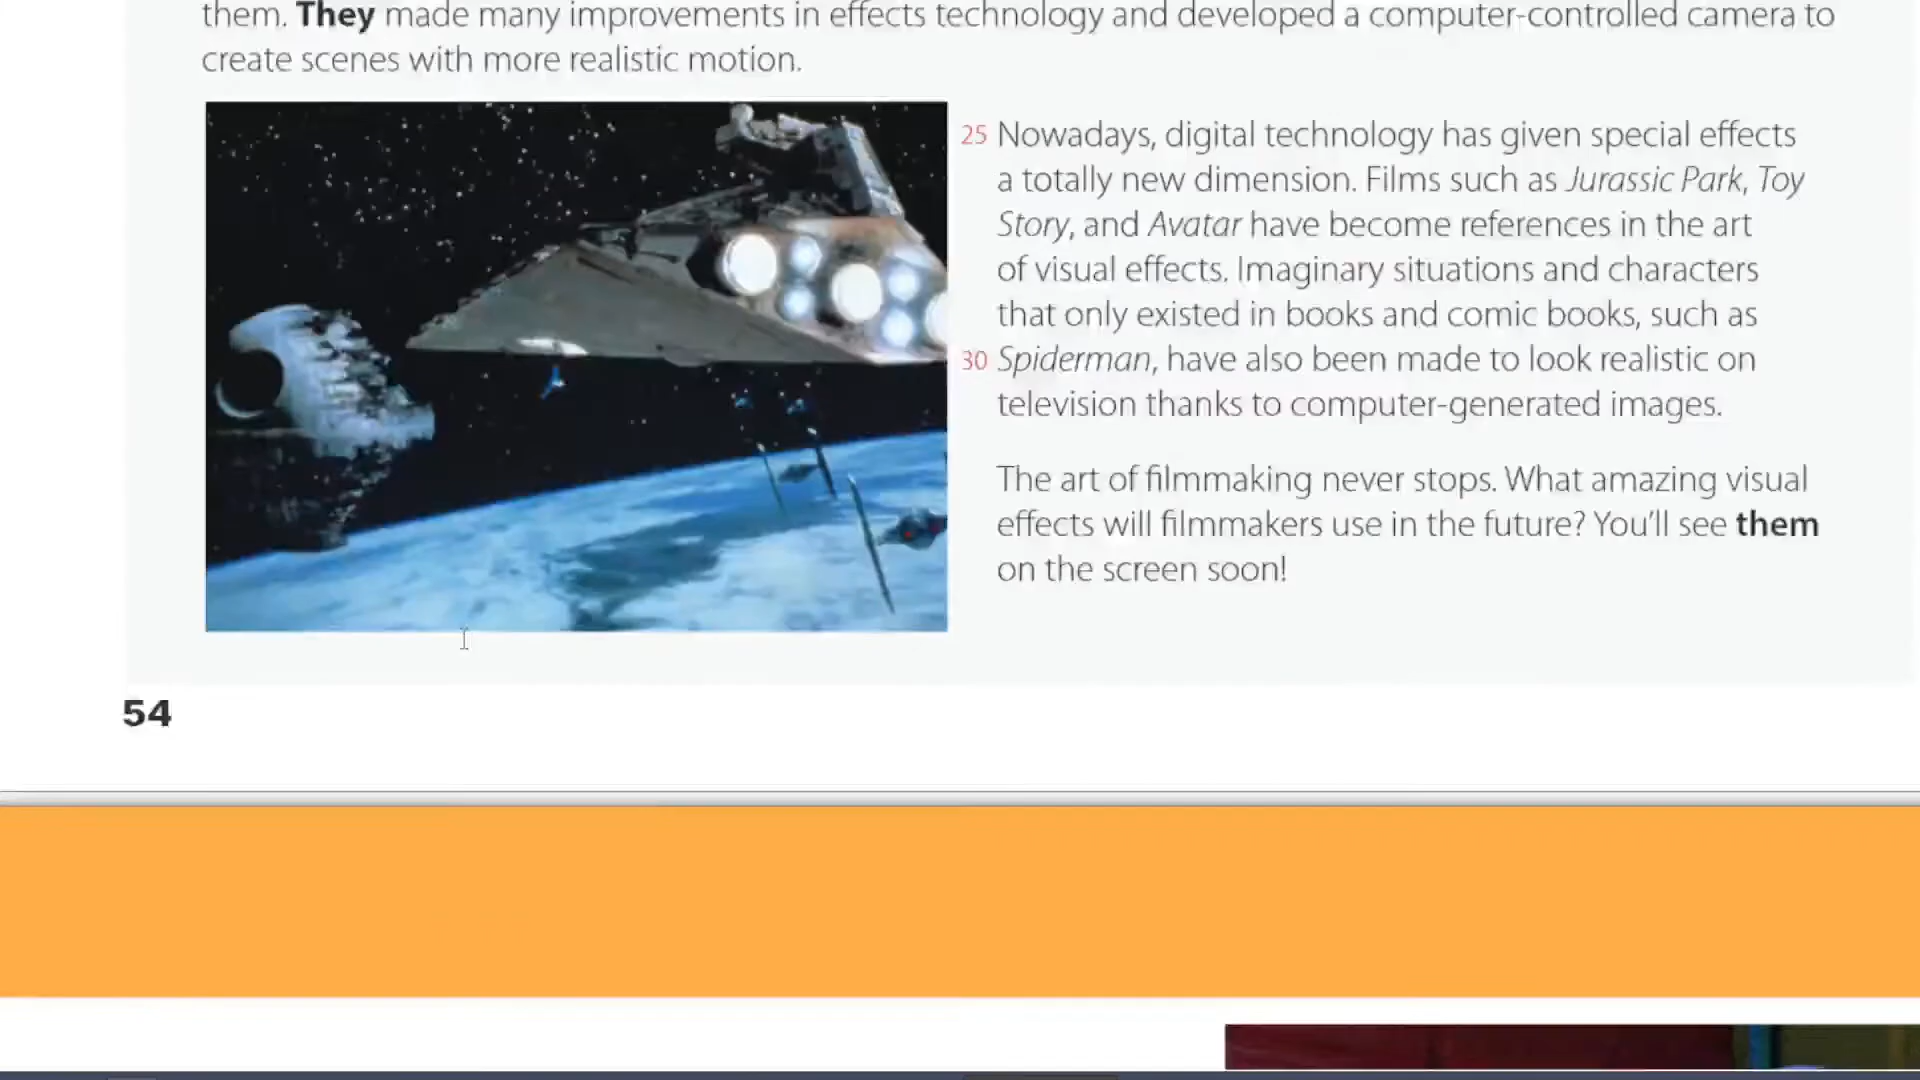 them. They made many improvements in effects technology and developed a computer-controlled camera to
create scenes with more realistic motion.
25 Nowadays, digital technology has given special effects
a totally new dimension. Films such as Jurassic Park, Toy
Story, and Avatar have become references in the art
of visual effects. Imaginary situations and characters
that only existed in books and comic books, such as
30 Spiderman, have also been made to look realistic on
television thanks to computer-generated images.
The art of filmmaking never stops. What amazing visual
effects will filmmakers use in the future? You'll see them
on the screen soon!
54